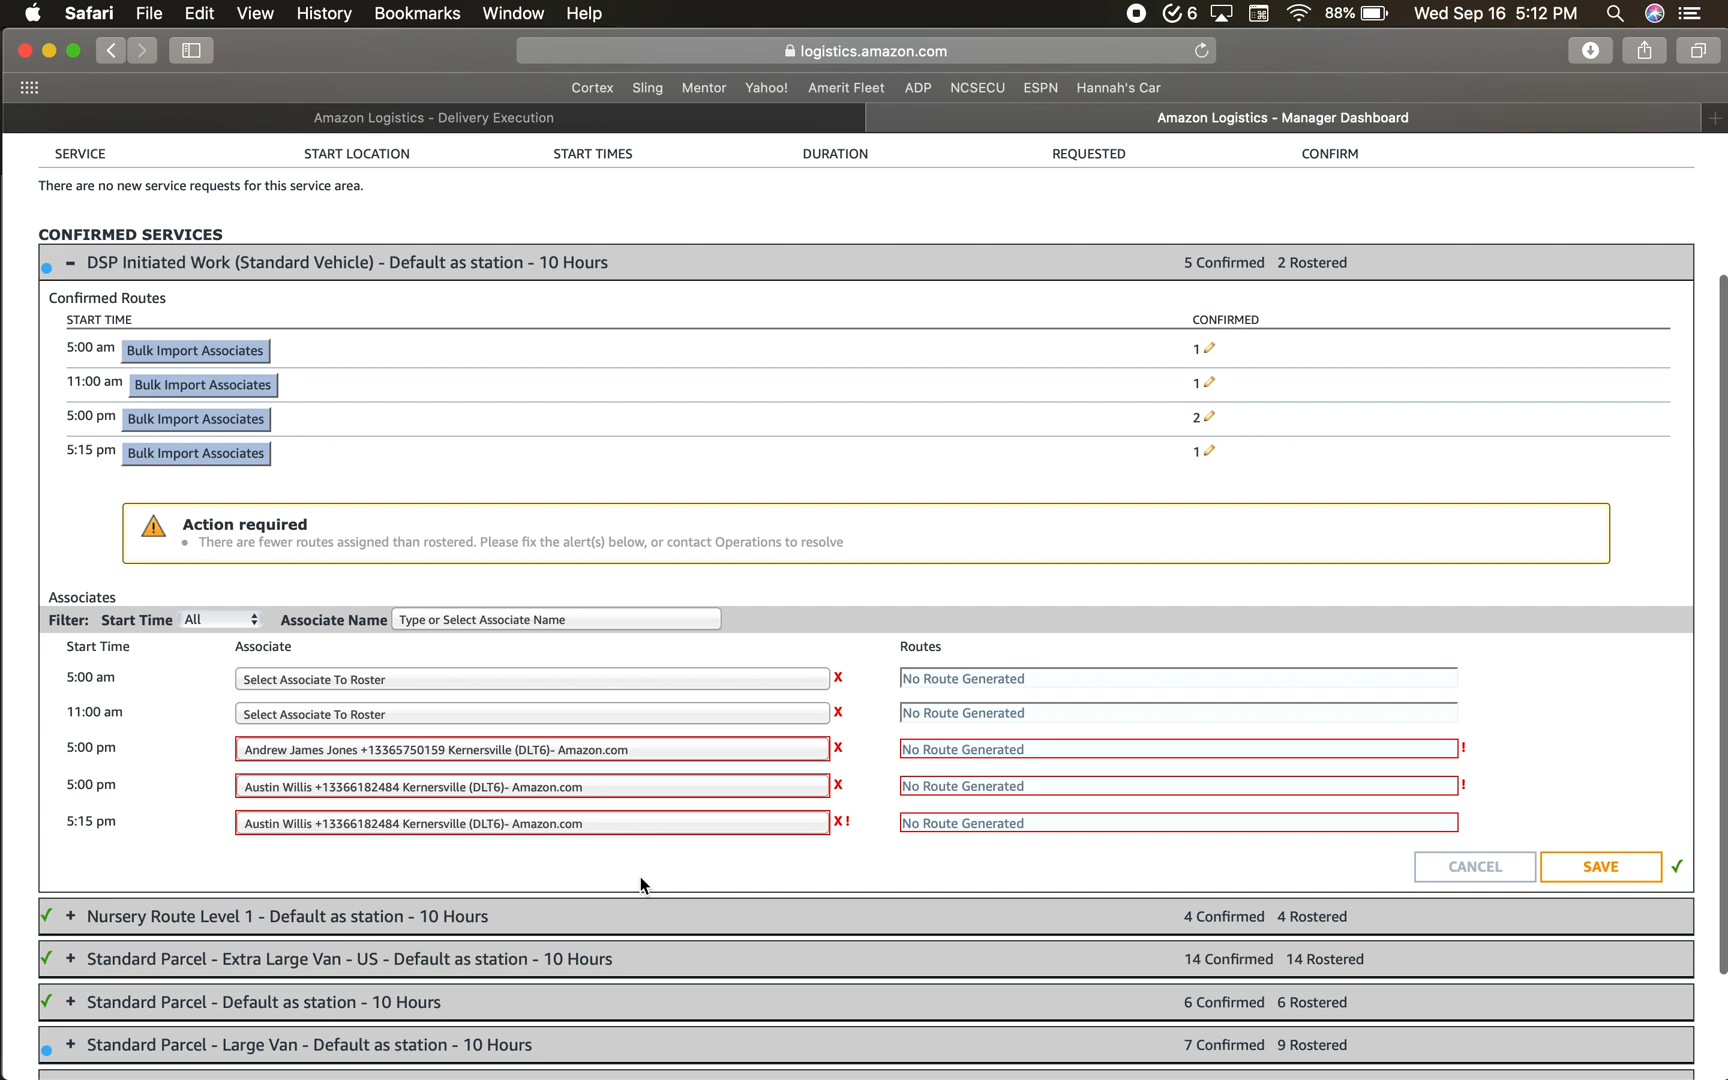 Safari File Edit View History Bookmarks Window Help 6 88% Wed Sep 16 5:12 PM
logistics.amazon.com
Cortex Sling Mentor Yahoo! Amerit Fleet ADP NCSECU ESPN Hannah's Car
Amazon Logistics - Delivery Execution Amazon Logistics - Manager Dashboard
SERVICE START LOCATION START TIMES DURATION REQUESTED CONFIRM
There are no new service requests for this service area.
CONFIRMED SERVICES
- DSP Initiated Work (Standard Vehicle) - Default as station - 10 Hours 5 Confirmed 2 Rostered
Confirmed Routes
START TIME CONFIRMED
5:00 am Bulk Import Associates 1
11:00 am Bulk Import Associates 1
5:00 pm Bulk Import Associates 2
5:15 pm Bulk Import Associates 1
Action required
• There are fewer routes assigned than rostered. Please fix the alert(s) below, or contact Operations to resolve
Associates
Filter: Start Time All Associate Name Type or Select Associate Name
Start Time Associate Routes
5:00 am Select Associate To Roster X No Route Generated
11:00 am Select Associate To Roster X No Route Generated
5:00 pm Andrew James Jones +13365750159 Kernersville (DLT6)- Amazon.com X No Route Generated !
5:00 pm Austin Willis +13366182484 Kernersville (DLT6)- Amazon.com X No Route Generated !
5:15 pm Austin Willis +13366182484 Kernersville (DLT6)- Amazon.com X ! No Route Generated
CANCEL SAVE ✓
✓ + Nursery Route Level 1 - Default as station - 10 Hours 4 Confirmed 4 Rostered
✓ + Standard Parcel - Extra Large Van - US - Default as station - 10 Hours 14 Confirmed 14 Rostered
✓ + Standard Parcel - Default as station - 10 Hours 6 Confirmed 6 Rostered
+ Standard Parcel - Large Van - Default as station - 10 Hours 7 Confirmed 9 Rostered